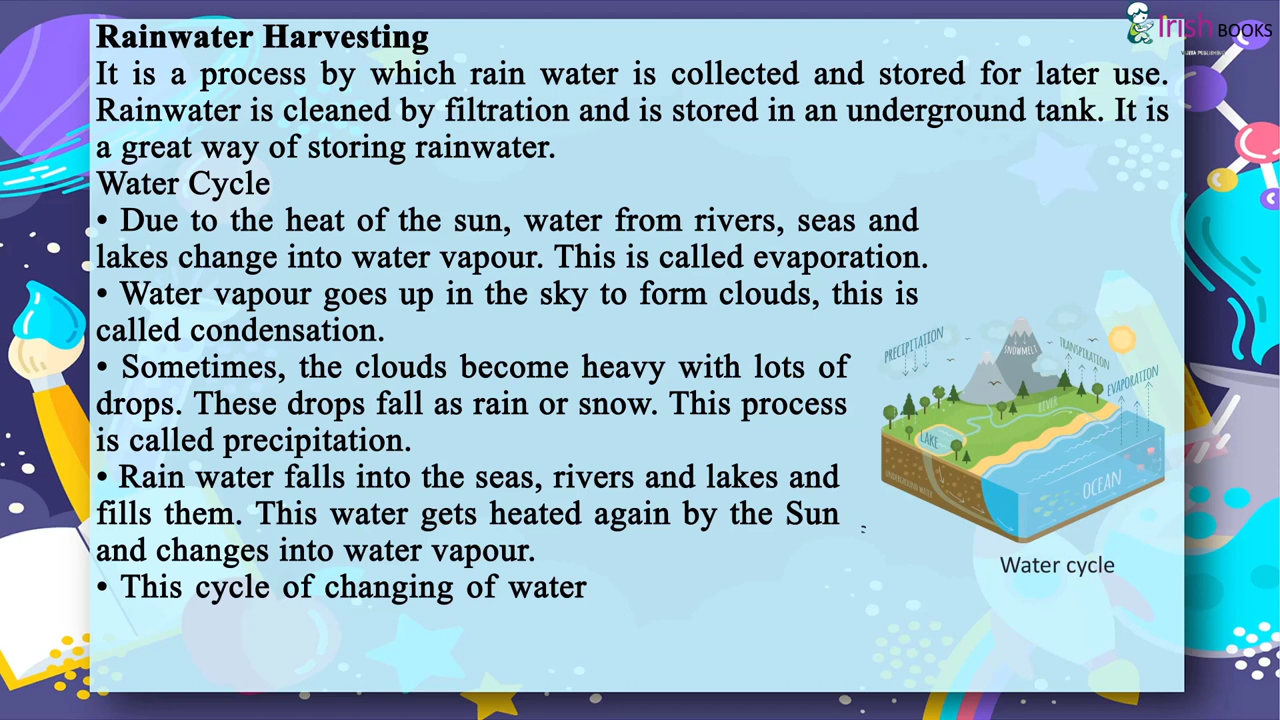 Rainwater Harvesting
It is a process by which rain water is collected and stored for later use.
Rainwater is cleaned by filtration and is stored in an underground tank. It is
a great way of storing rainwater.
Water Cycle
• Due to the heat of the sun, water from rivers, seas and
lakes change into water vapour. This is called evaporation.
• Water vapour goes up in the sky to form clouds, this is
called condensation.
• Sometimes, the clouds become heavy with lots of
drops. These drops fall as rain or snow. This process
is called precipitation.
• Rain water falls into the seas, rivers and lakes and
fills them. This water gets heated again by the Sun
and changes into water vapour.
• This cycle of changing of water
Irish BOOKS
PRECIPITATION
SNOWMELT
TRANSPIRATION
EVAPORATION
RIVER
LAKE
OCEAN
Water cycle